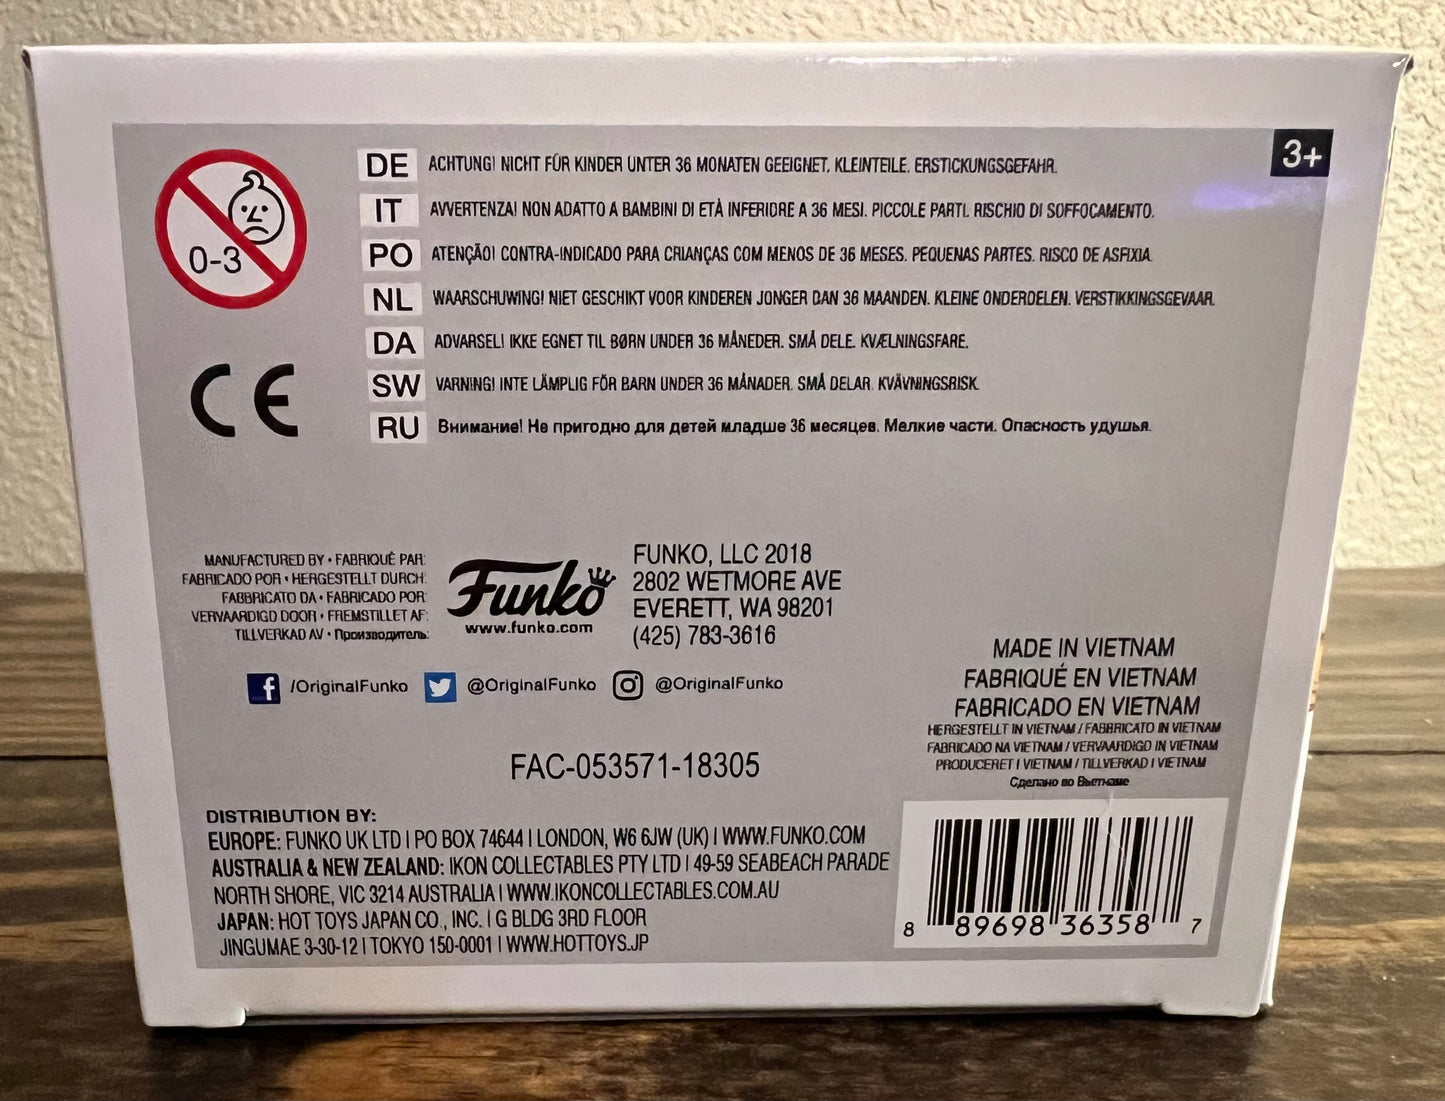 3+
0-3
DE ACHTUNG! NICHT FÜR KINDER UNTER 36 MONATEN GEEIGNET. KLEINTEILE. ERSTICKUNGSGEFAHR.
IT AVVERTENZA! NON ADATTO A BAMBINI DI ETÀ INFERIORE A 36 MESI. PICCOLE PARTI. RISCHIO DI SOFFOCAMENTO.
PO ATENÇÃO! CONTRA-INDICADO PARA CRIANÇAS COM MENOS DE 36 MESES. PEQUENAS PARTES. RISCO DE ASFIXIA.
NL WAARSCHUWING! NIET GESCHIKT VOOR KINDEREN JONGER DAN 36 MAANDEN. KLEINE ONDERDELEN. VERSTIKKINGSGEVAAR.
DA ADVARSEL! IKKE EGNET TIL BØRN UNDER 36 MÅNEDER. SMÅ DELE. KVÆLNINGSFARE.
SW VARNING! INTE LÄMPLIG FÖR BARN UNDER 36 MÅNADER. SMÅ DELAR. KVÄVNINGSRISK.
RU Внимание! Не пригодно для детей младше 36 месяцев. Мелкие части. Опасность удушья.
CE
MANUFACTURED BY • FABRIQUÉ PAR:
FABRICADO POR • HERGESTELLT DURCH:
FABBRICATO DA • FABRICADO POR:
VERVAARDIGD DOOR • FREMSTILLET AF:
TILLVERKAD AV • Производитель:
Funko
www.funko.com
FUNKO, LLC 2018
2802 WETMORE AVE
EVERETT, WA 98201
(425) 783-3616
f /OriginalFunko @OriginalFunko @OriginalFunko
MADE IN VIETNAM
FABRIQUÉ EN VIETNAM
FABRICADO EN VIETNAM
HERGESTELLT IN VIETNAM / FABBRICATO IN VIETNAM
FABRICADO NA VIETNAM / VERVAARDIGD IN VIETNAM
PRODUCERET I VIETNAM / TILLVERKAD I VIETNAM
Сделано во Вьетнаме
FAC-053571-18305
DISTRIBUTION BY:
EUROPE: FUNKO UK LTD | PO BOX 74644 | LONDON, W6 6JW (UK) | WWW.FUNKO.COM
AUSTRALIA & NEW ZEALAND: IKON COLLECTABLES PTY LTD | 49-59 SEABEACH PARADE
NORTH SHORE, VIC 3214 AUSTRALIA | WWW.IKONCOLLECTABLES.COM.AU
JAPAN: HOT TOYS JAPAN CO., INC. | G BLDG 3RD FLOOR
JINGUMAE 3-30-12 | TOKYO 150-0001 | WWW.HOTTOYS.JP
8 89698 36358 7